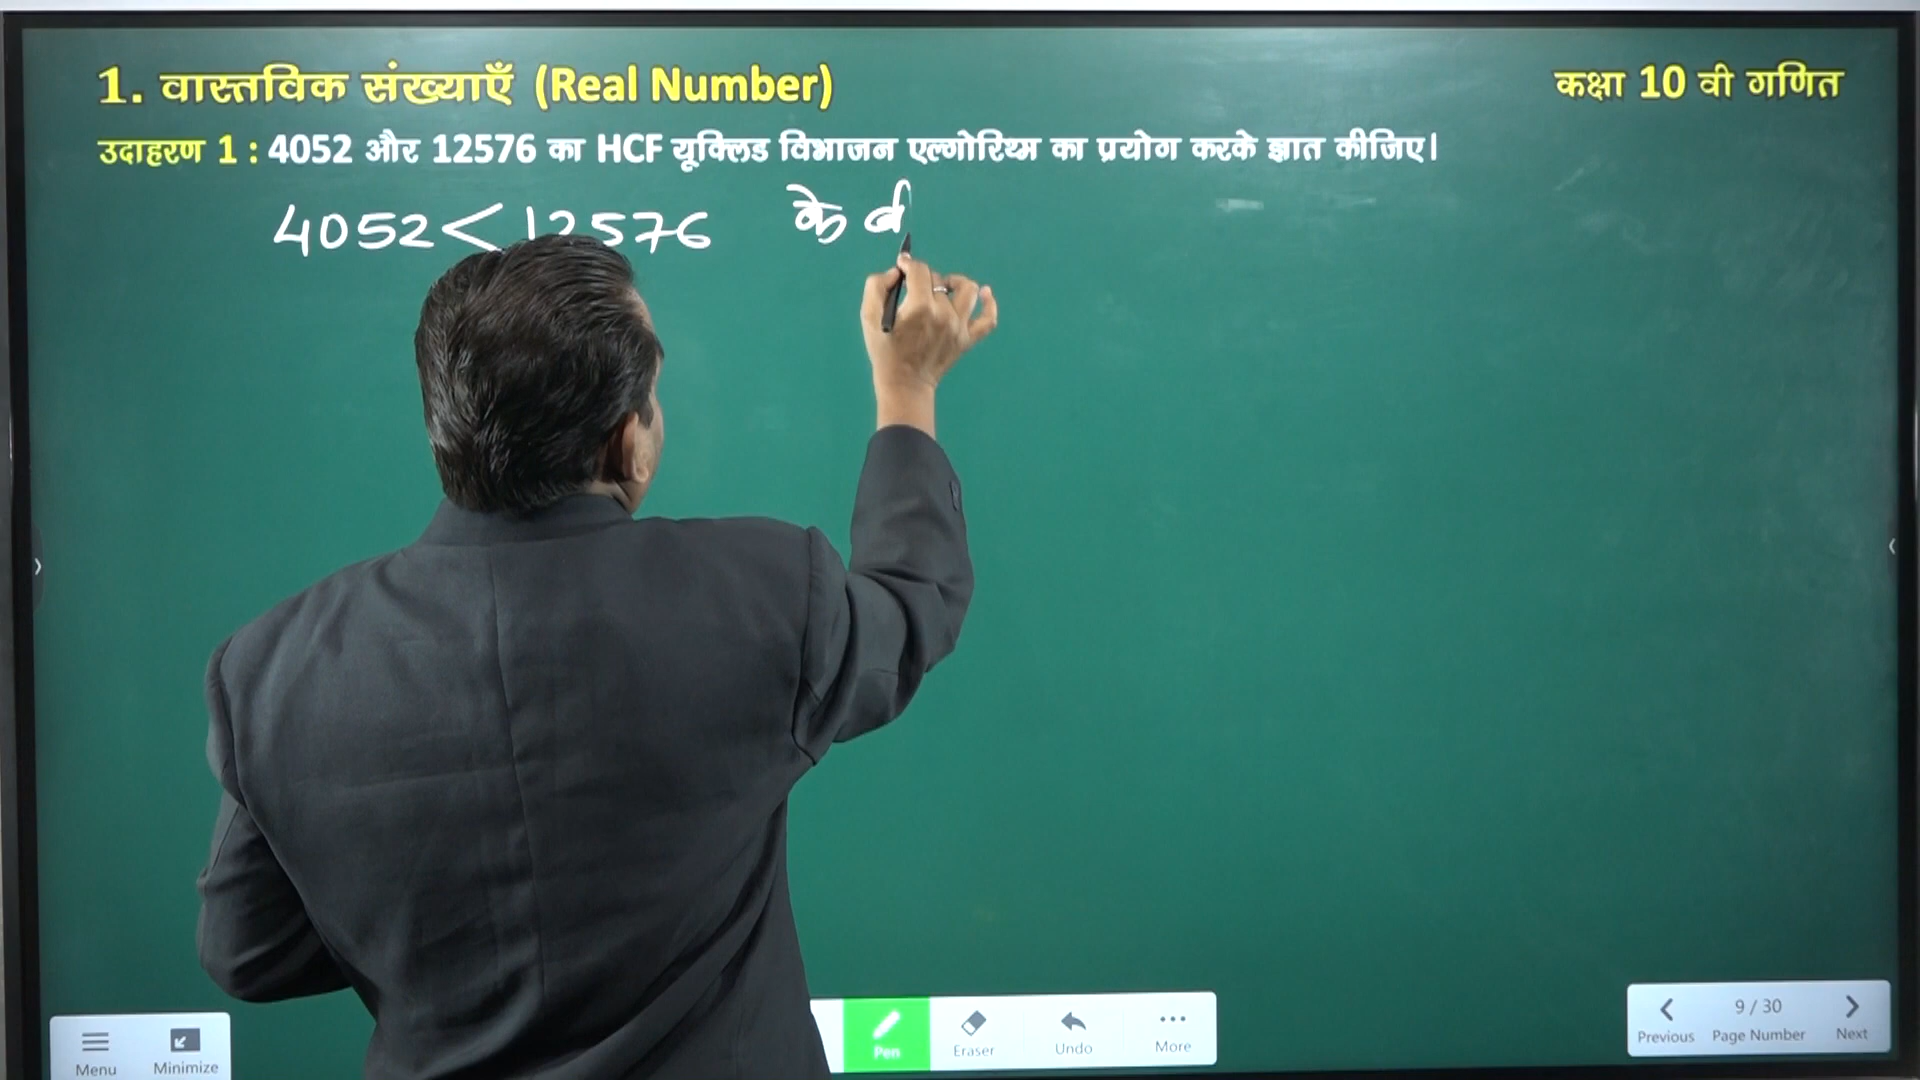 1. वास्तविक संख्याएँ (Real Number)
कक्षा 10 वी गणित
उदाहरण 1 : 4052 और 12576 का HCF यूक्लिड विभाजन एल्गोरिथ्म का प्रयोग करके ज्ञात कीजिए।
4052 < 12576 के
Menu
Minimize
Pen
Eraser
Undo
More
Previous
9 / 30
Page Number
Next